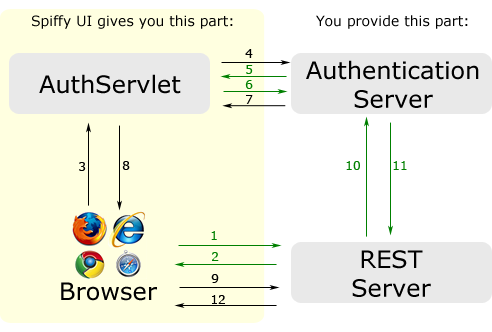 Spiffy UI gives you this part:
You provide this part:
AuthServlet
4
5
6
7
Authentication
Server
3
8
10
11
1
2
9
12
Browser
REST
Server